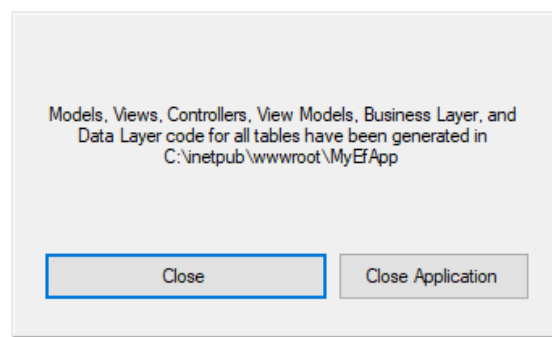 Models, Views, Controllers, View Models, Business Layer, and
Data Layer code for all tables have been generated in
C:\inetpub\wwwroot\MyEfApp
Close
Close Application